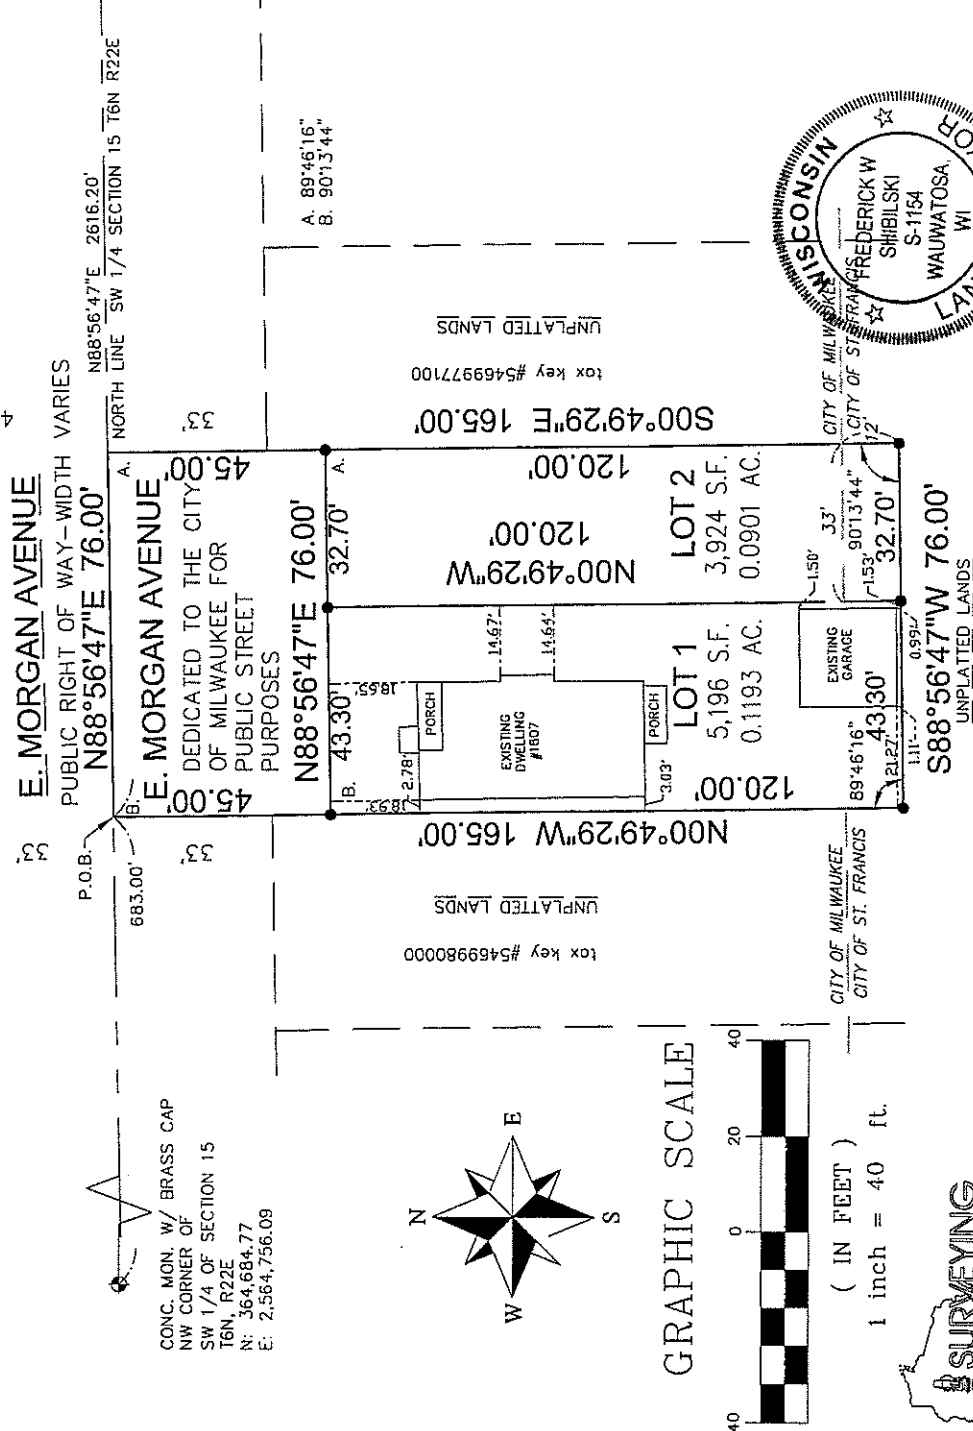 E. MORGAN AVENUE
PUBLIC RIGHT OF WAY-WIDTH VARIES
N88°56'47"E 76.00'
N88°56'47"E 2616.20'
NORTH LINE SW 1/4 SECTION 15 T6N R22E
4
33'
33'
P.O.B.
683.00'
33'
33'
A.
B.
45.00'
45.00'
E. MORGAN AVENUE
DEDICATED TO THE CITY
OF MILWAUKEE FOR
PUBLIC STREET
PURPOSES
A: 89°46'16"
B. 90°13'44"
N88°56'47"E 76.00'
43.30'
32.70'
B.
A.
CONC. MON. W/ BRASS CAP
NW CORNER OF
SW 1/4 OF SECTION 15
T6N, R22E
N: 364,684.77
E: 2,564,756.09
UNPLATTED LANDS
tax key #5469980000
N00°49'29"W 165.00'
120.00'
18.93'
2.78'
18.65'
PORCH
EXISTING
DWELLING
#1807
PORCH
3.03'
14.67'
14.64'
LOT 1
5,196 S.F.
0.1193 AC.
N00°49'29"W
120.00'
LOT 2
3,924 S.F.
0.0901 AC.
120.00'
S00°49'29"E 165.00'
tax key #5469977100
UNPLATTED LANDS
EXISTING
GARAGE
1.50'
1.53'
33'
90°13'44"
12'
CITY OF MILWAUKEE
CITY OF ST. FRANCIS
CITY OF MILWAUKEE
CITY OF ST. FRANCIS
89°46'16"
21.27'
1.11'
0.99'
43.30'
32.70'
S88°56'47"W 76.00'
UNPLATTED LANDS
WISCONSIN
FREDERICK W
SHIBILSKI
S-1154
WAUWATOSA,
WI
N
W
E
S
GRAPHIC SCALE
40
0
20
40
( IN FEET )
1 inch = 40 ft.
SURVEYING